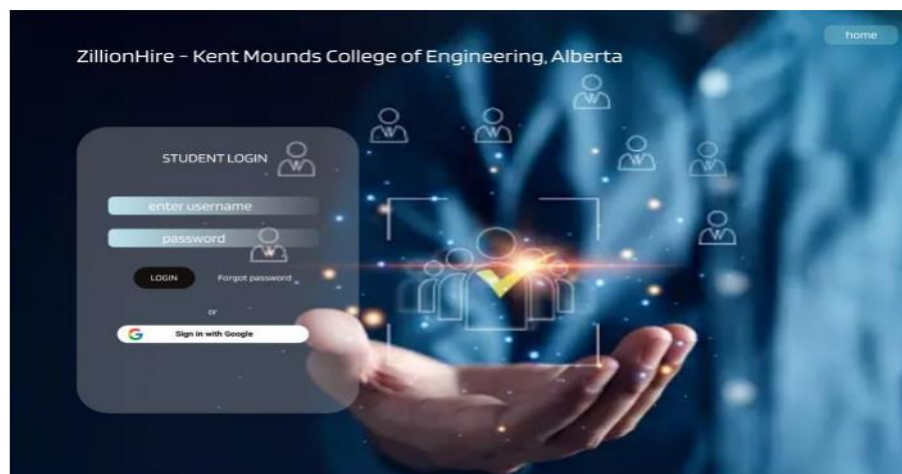 home
ZillionHire - Kent Mounds College of Engineering, Alberta
STUDENT LOGIN
enter username
password
LOGIN Forgot password
or
Sign in with Google